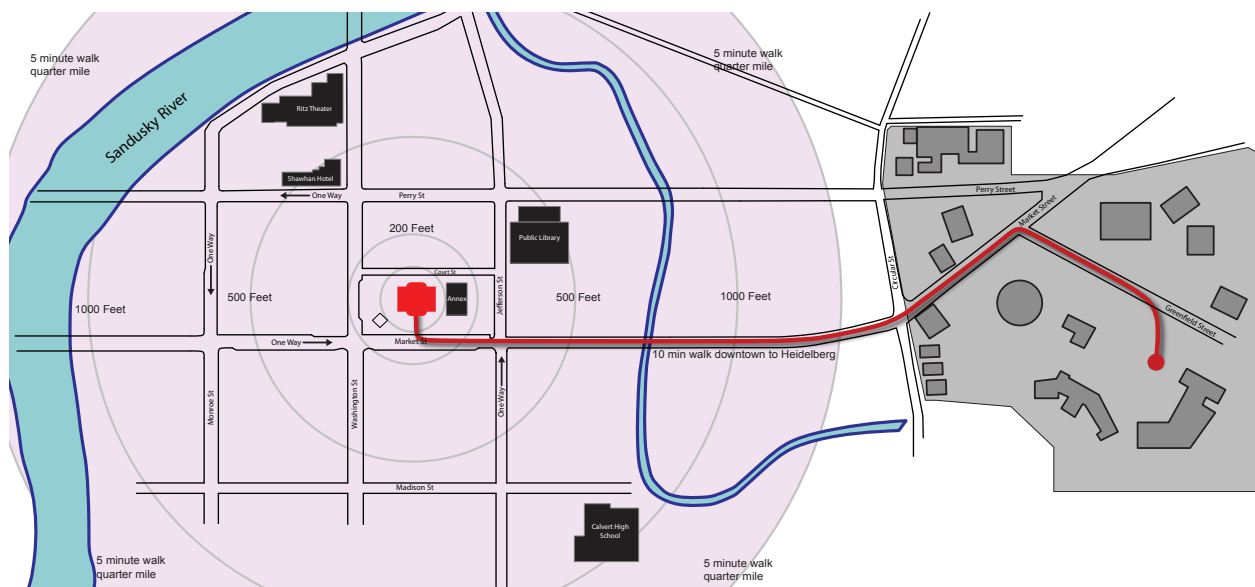 5 minute walk
quarter mile
5 minute walk
quarter mile
Sandusky River
Ritz Theater
Shawhan Hotel
One Way
Perry St
Perry Street
Market Street
200 Feet
Public Library
One Way
Court St
Circular St
1000 Feet
500 Feet
Annex
Jefferson St
500 Feet
1000 Feet
Greenfield Street
One Way
Market St
10 min walk downtown to Heidelberg
Monroe St
Washington St
One Way
Madison St
Calvert High
School
5 minute walk
quarter mile
5 minute walk
quarter mile